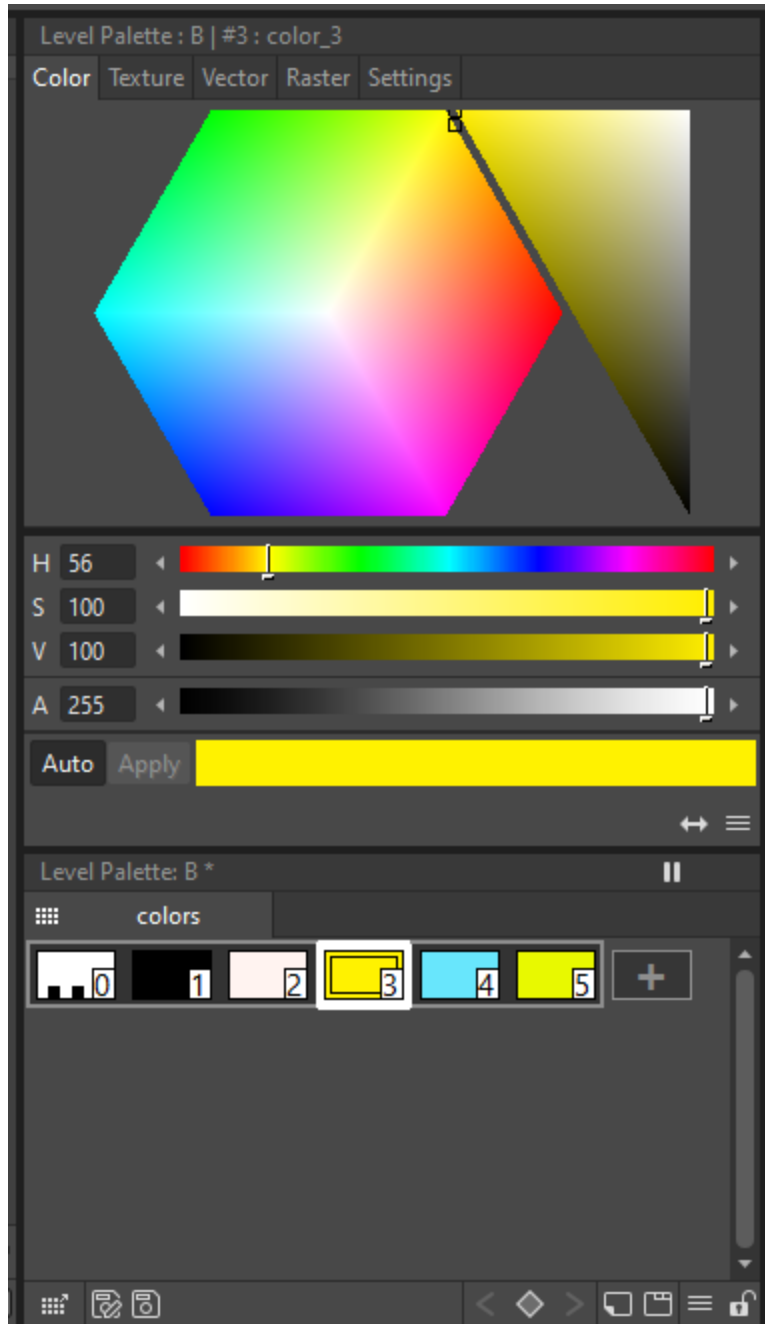 Level Palette : B | #3 : color_3
Color Texture Vector Raster Settings
H 56
S 100
V 100
A 255
Auto Apply
Level Palette: B *
colors
0 1 2 3 4 5 +